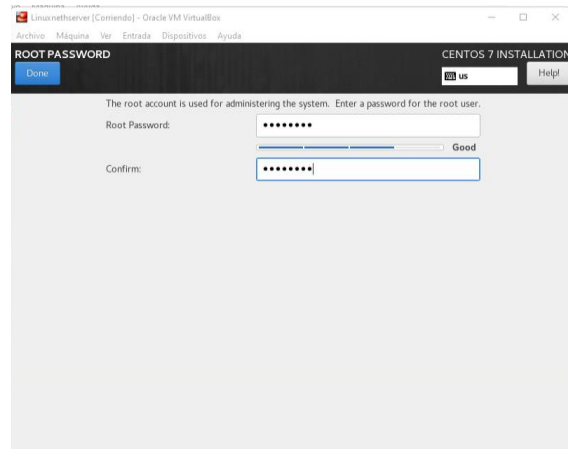 Linuxnethserver [Corriendo] - Oracle VM VirtualBox
Archivo Máquina Ver Entrada Dispositivos Ayuda
ROOT PASSWORD
CENTOS 7 INSTALLATION
Done
us
Help!
The root account is used for administering the system. Enter a password for the root user.
Root Password:
••••••••
Good
Confirm:
••••••••